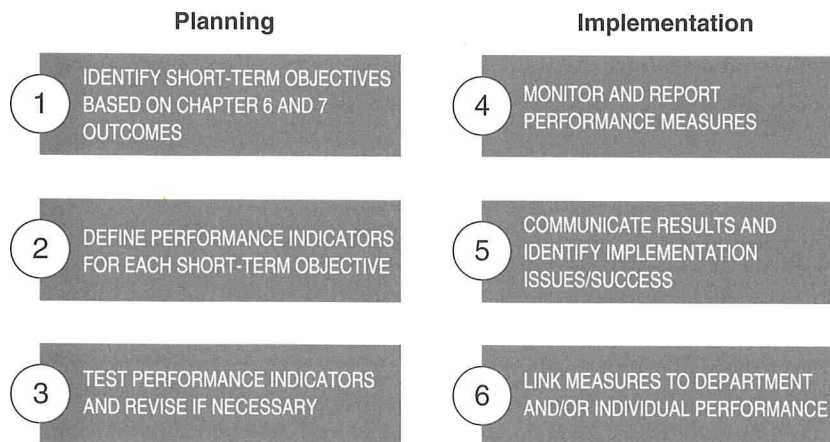 Planning
1
IDENTIFY SHORT-TERM OBJECTIVES
BASED ON CHAPTER 6 AND 7
OUTCOMES
2
DEFINE PERFORMANCE INDICATORS
FOR EACH SHORT-TERM OBJECTIVE
3
TEST PERFORMANCE INDICATORS
AND REVISE IF NECESSARY
Implementation
4
MONITOR AND REPORT
PERFORMANCE MEASURES
5
COMMUNICATE RESULTS AND
IDENTIFY IMPLEMENTATION
ISSUES/SUCCESS
6
LINK MEASURES TO DEPARTMENT
AND/OR INDIVIDUAL PERFORMANCE